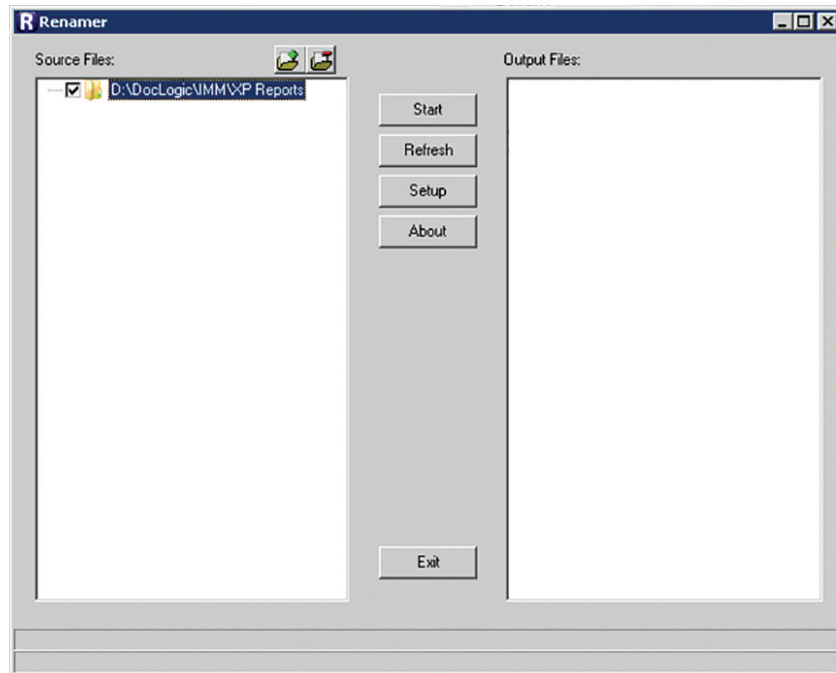 R Renamer
Source Files:
Output Files:
D:\DocLogic\IMM\XP Reports
Start
Refresh
Setup
About
Exit